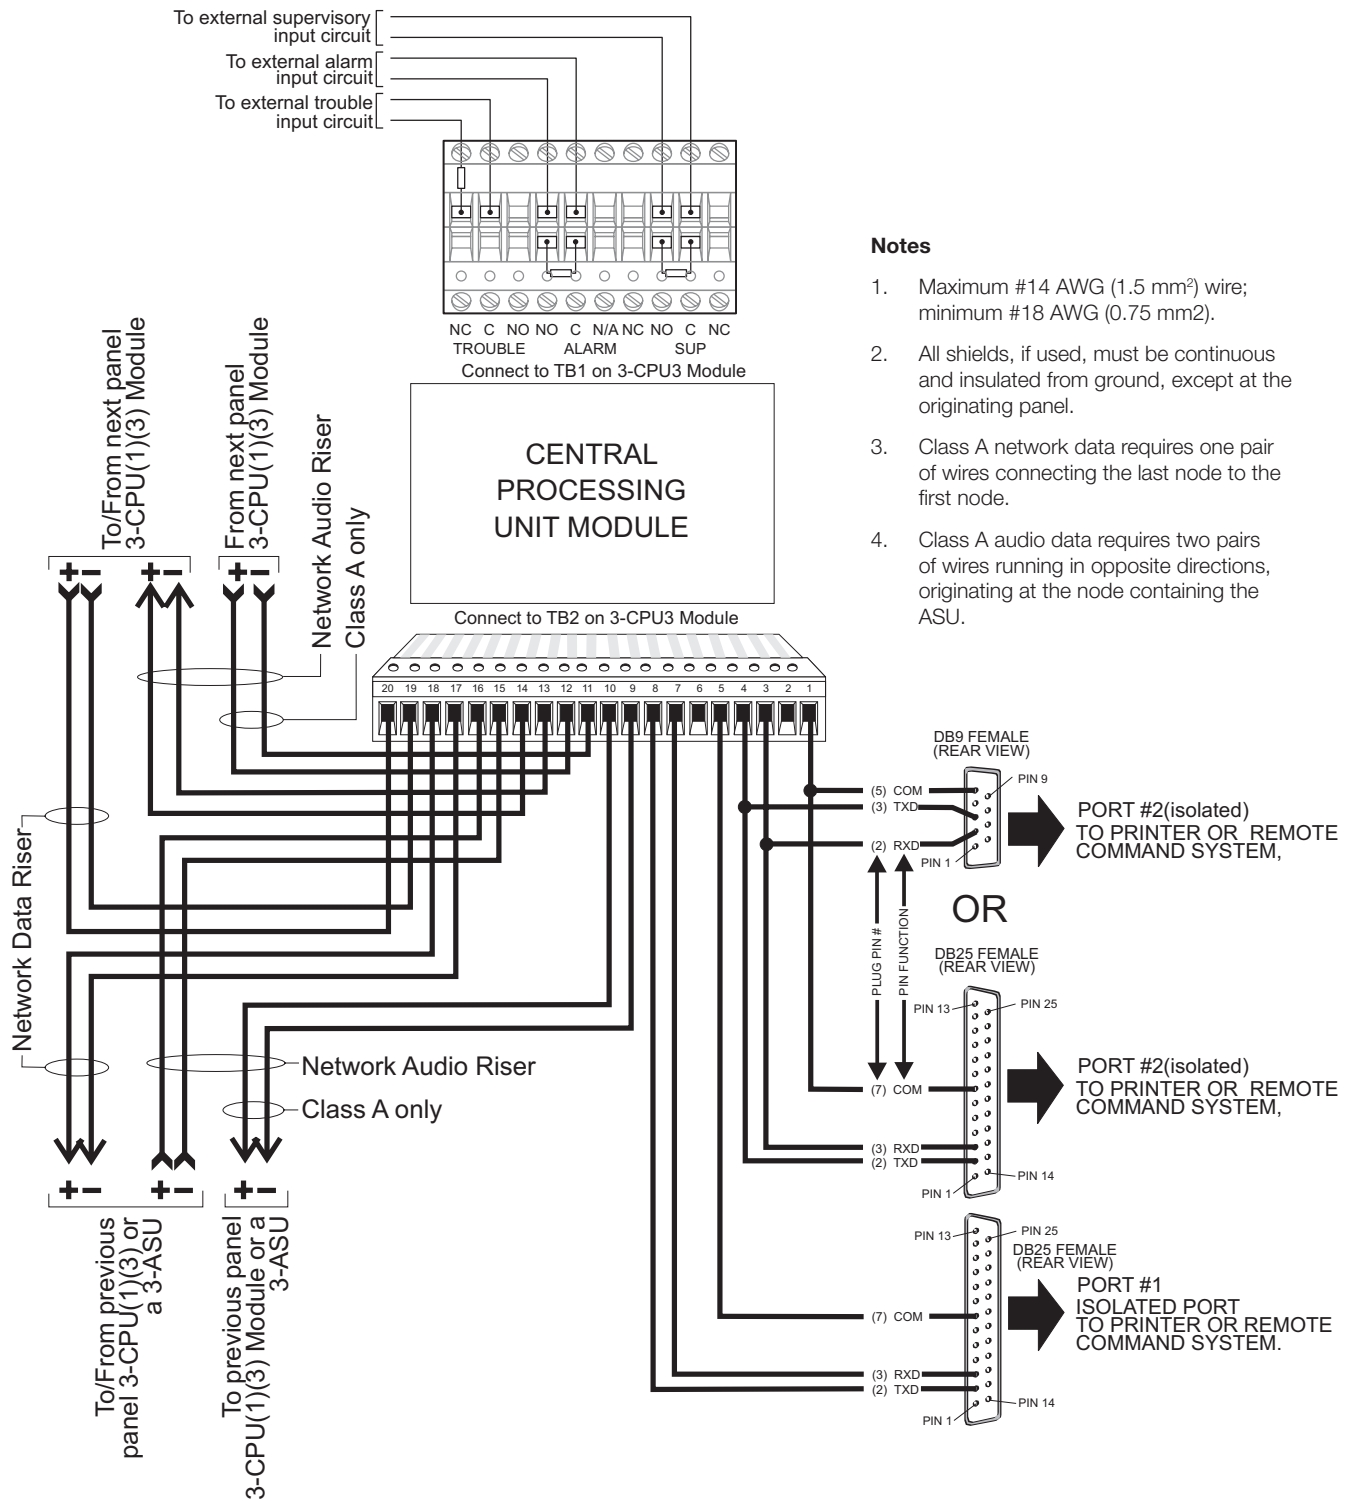 To external supervisory
input circuit
To external alarm
input circuit
To external trouble
input circuit
NC C NO NO C N/A NC NO C NC
TROUBLE ALARM SUP
Connect to TB1 on 3-CPU3 Module
CENTRAL
PROCESSING
UNIT MODULE
Connect to TB2 on 3-CPU3 Module
20 19 18 17 16 15 14 13 12 11 10 9 8 7 6 5 4 3 2 1
Notes
1. Maximum #14 AWG (1.5 mm²) wire;
minimum #18 AWG (0.75 mm2).
2. All shields, if used, must be continuous
and insulated from ground, except at the
originating panel.
3. Class A network data requires one pair
of wires connecting the last node to the
first node.
4. Class A audio data requires two pairs
of wires running in opposite directions,
originating at the node containing the
ASU.
To/From next panel
3-CPU(1)(3) Module
From next panel
3-CPU(1)(3) Module
Network Audio Riser
Class A only
+ − + − + −
Network Data Riser
Network Audio Riser
Class A only
+ − + − + −
To/From previous
panel 3-CPU(1)(3) or
a 3-ASU
To previous panel
3-CPU(1)(3) Module or a
3-ASU
DB9 FEMALE
(REAR VIEW)
PIN 9
(5) COM
(3) TXD
(2) RXD
PIN 1
PORT #2(isolated)
TO PRINTER OR REMOTE
COMMAND SYSTEM,
PLUG PIN #
PIN FUNCTION
OR
DB25 FEMALE
(REAR VIEW)
PIN 13
PIN 25
(7) COM
(3) RXD
(2) TXD
PIN 1
PIN 14
PORT #2(isolated)
TO PRINTER OR REMOTE
COMMAND SYSTEM,
PIN 13
PIN 25
DB25 FEMALE
(REAR VIEW)
(7) COM
(3) RXD
(2) TXD
PIN 1
PIN 14
PORT #1
ISOLATED PORT
TO PRINTER OR REMOTE
COMMAND SYSTEM.